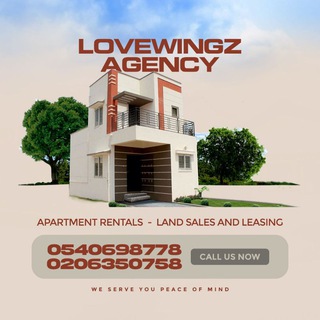 LOVEWINGZ
AGENCY
APARTMENT RENTALS - LAND SALES AND LEASING
0540698778
0206350758
CALL US NOW
WE SERVE YOU PEACE OF MIND